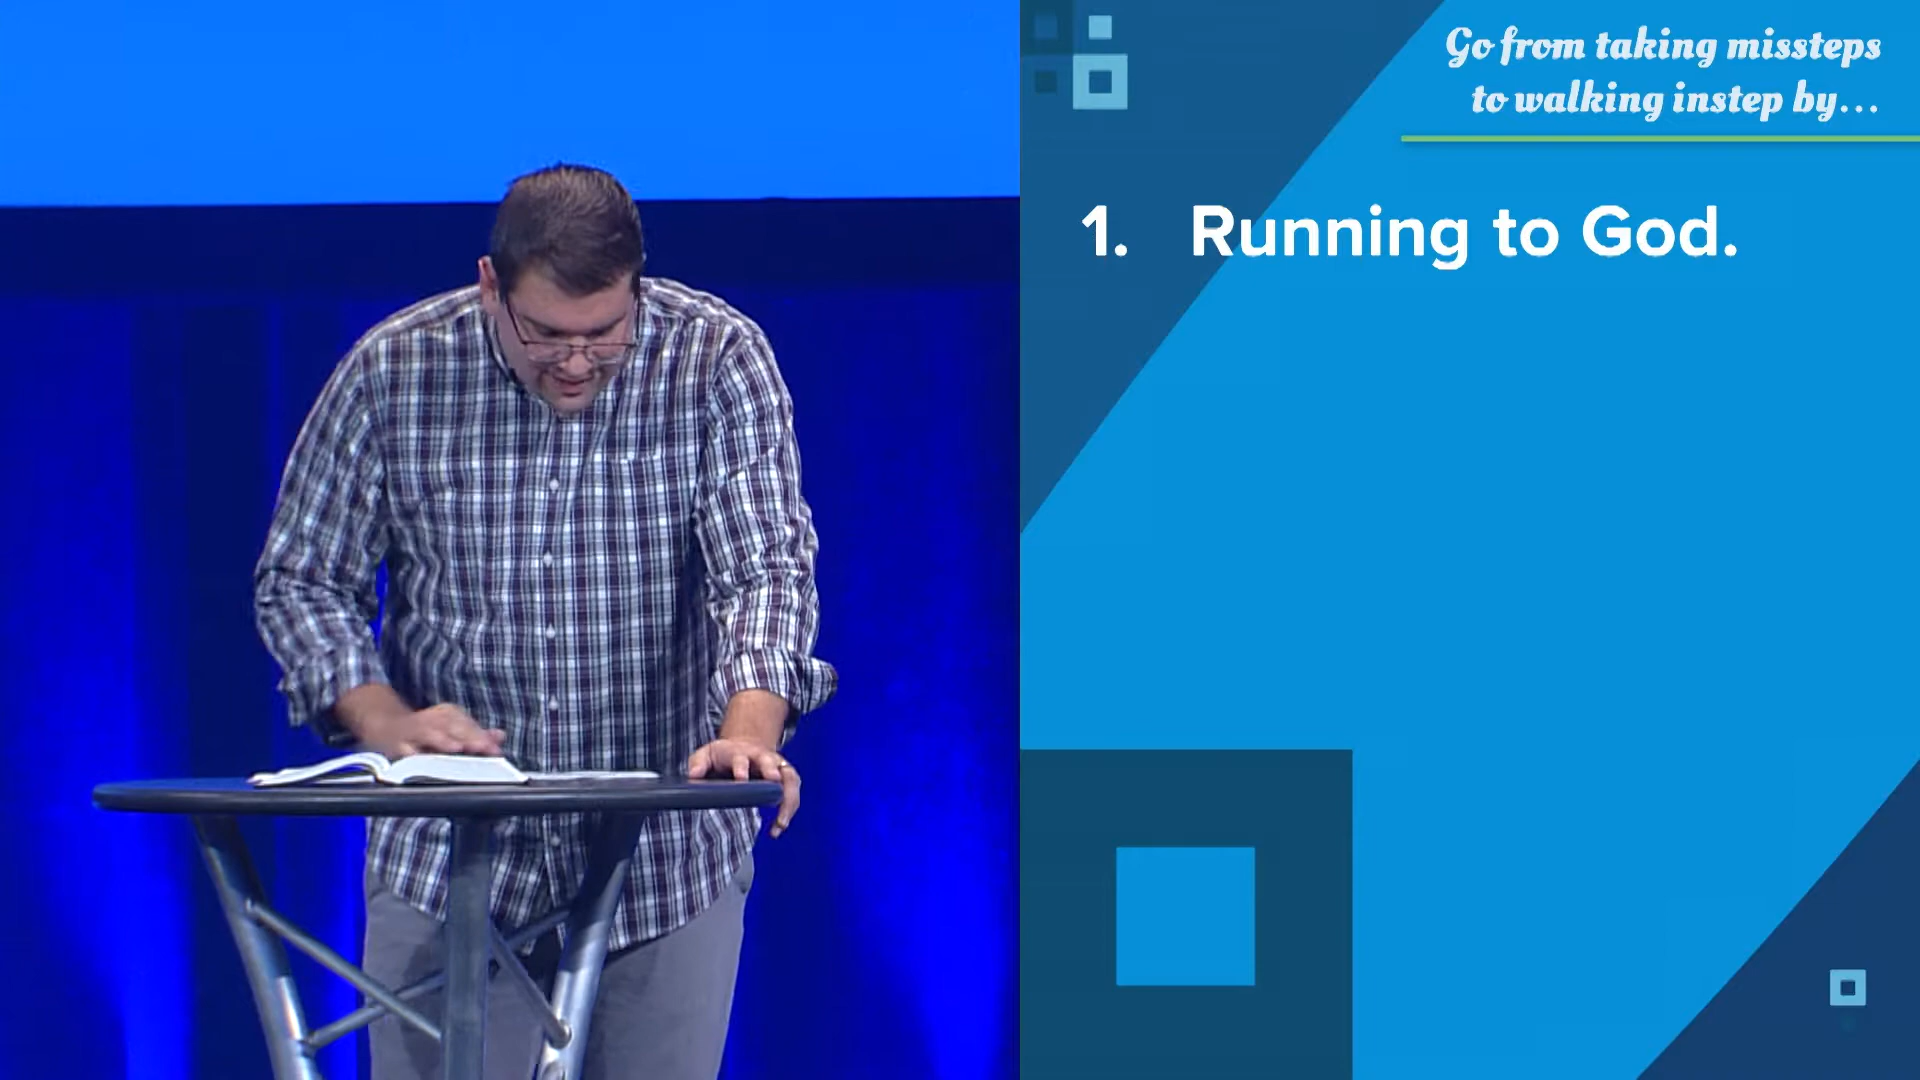 Go from taking missteps
to walking instep by...
1. Running to God.